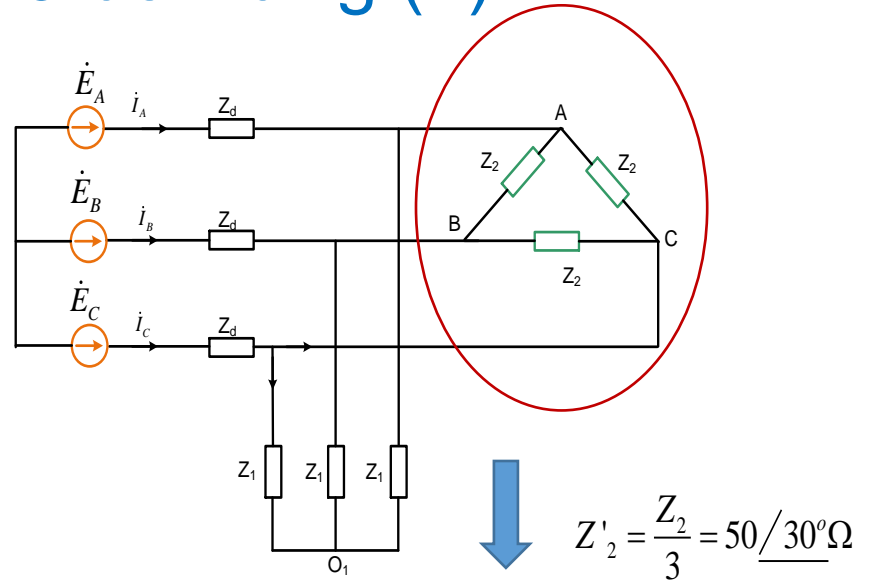 g (
Ė_A
İ_A
Z_d
A
Z_2
Z_2
Ė_B
İ_B
Z_d
B
C
Z_2
Ė_C
İ_C
Z_d
Z_1 Z_1 Z_1
O_1
Z'_2 = Z_2/3 = 50∠30° Ω